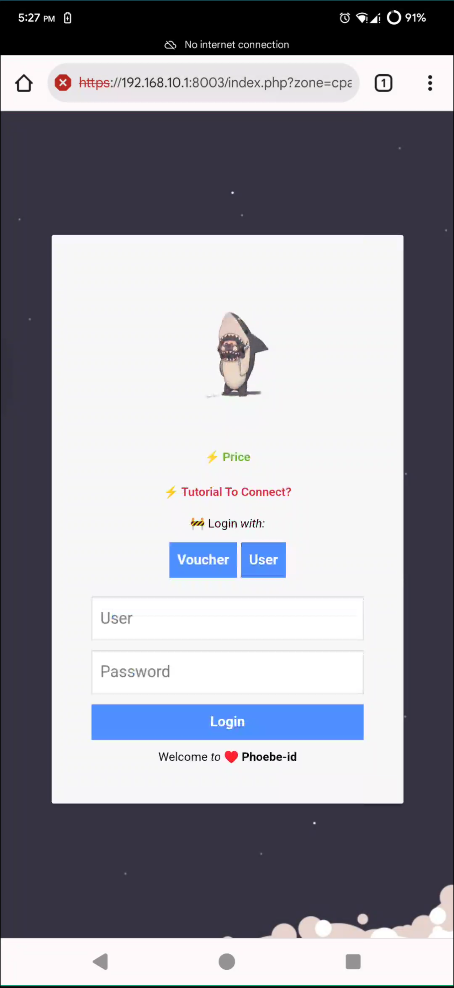 5:27 PM 91%
No internet connection
https://192.168.10.1:8003/index.php?zone=cpa 1
⚡ Price
⚡ Tutorial To Connect?
🚧 Login with:
Voucher User
User
Password
Login
Welcome to ❤️ Phoebe-id